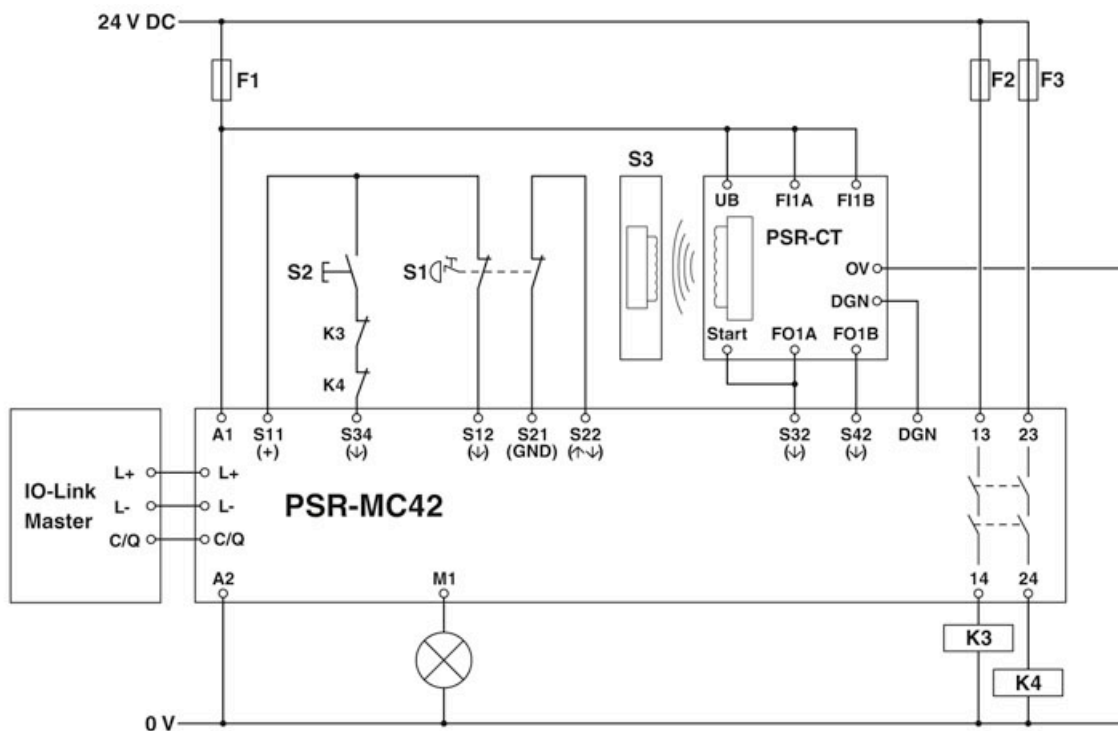 24 V DC
F1
F2
F3
S3
UB
FI1A
FI1B
PSR-CT
S2
S1
OV
DGN
K3
Start
FO1A
FO1B
K4
A1
S11
(+)
S34
(↓)
S12
(↓)
S21
(GND)
S22
(↑↓)
S32
(↓)
S42
(↓)
DGN
13
23
IO-Link
Master
L+
L-
C/Q
L+
L-
C/Q
PSR-MC42
A2
M1
14
24
K3
K4
0 V